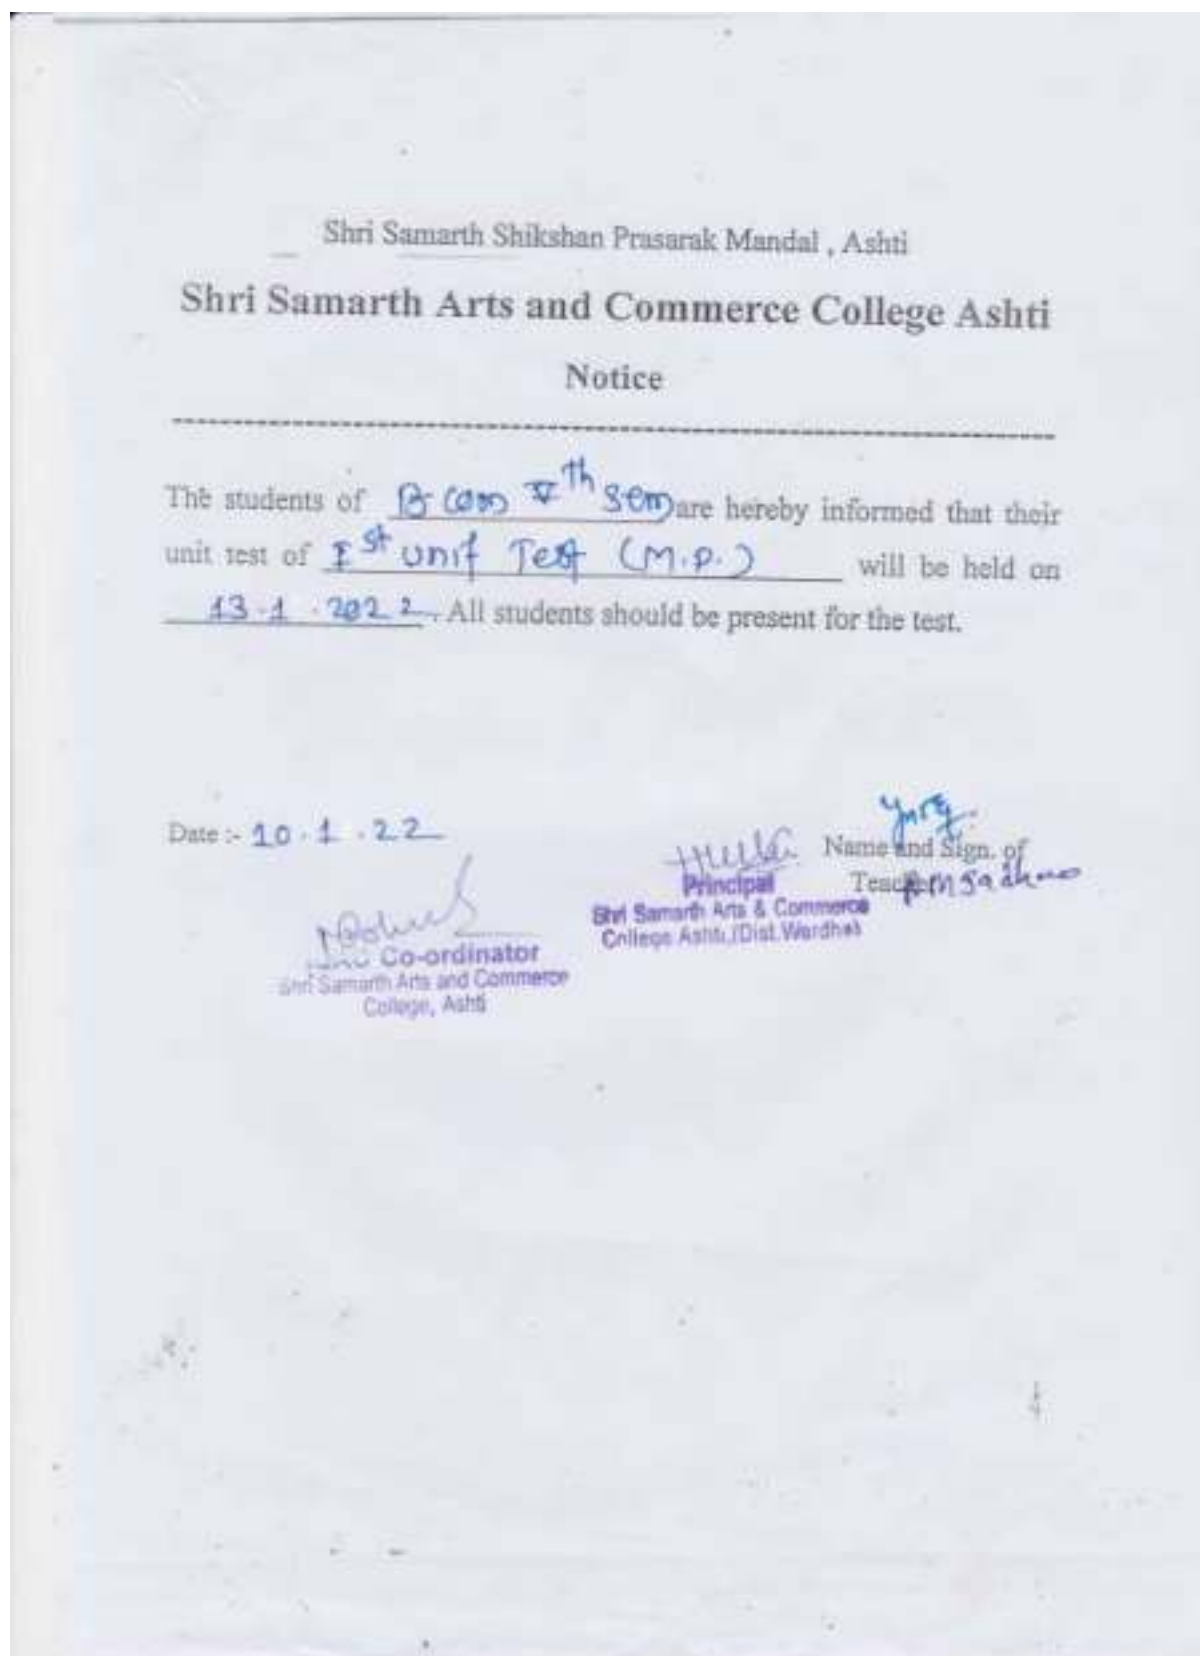 Shri Samarth Shikshan Prasarak Mandal , Ashti
Shri Samarth Arts and Commerce College Ashti
Notice
The students of B com Vth sem are hereby informed that their
unit test of Ist unit Test (M.P.) will be held on
13.1.2022. All students should be present for the test.
Date :- 10.1.22
Name and Sign. of
Principal
Shri Samarth Arts & Commerce
College Ashti,(Dist.Wardha)
Co-ordinator
Shri Samarth Arts and Commerce
College, Ashti